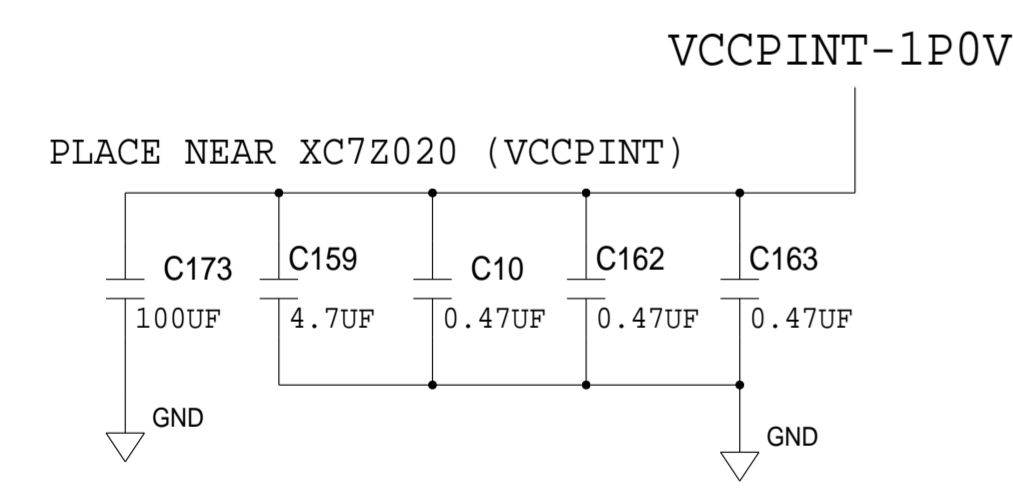 VCCPINT-1P0V
PLACE NEAR XC7Z020 (VCCPINT)
C173
100UF
C159
4.7UF
C10
0.47UF
C162
0.47UF
C163
0.47UF
GND
GND